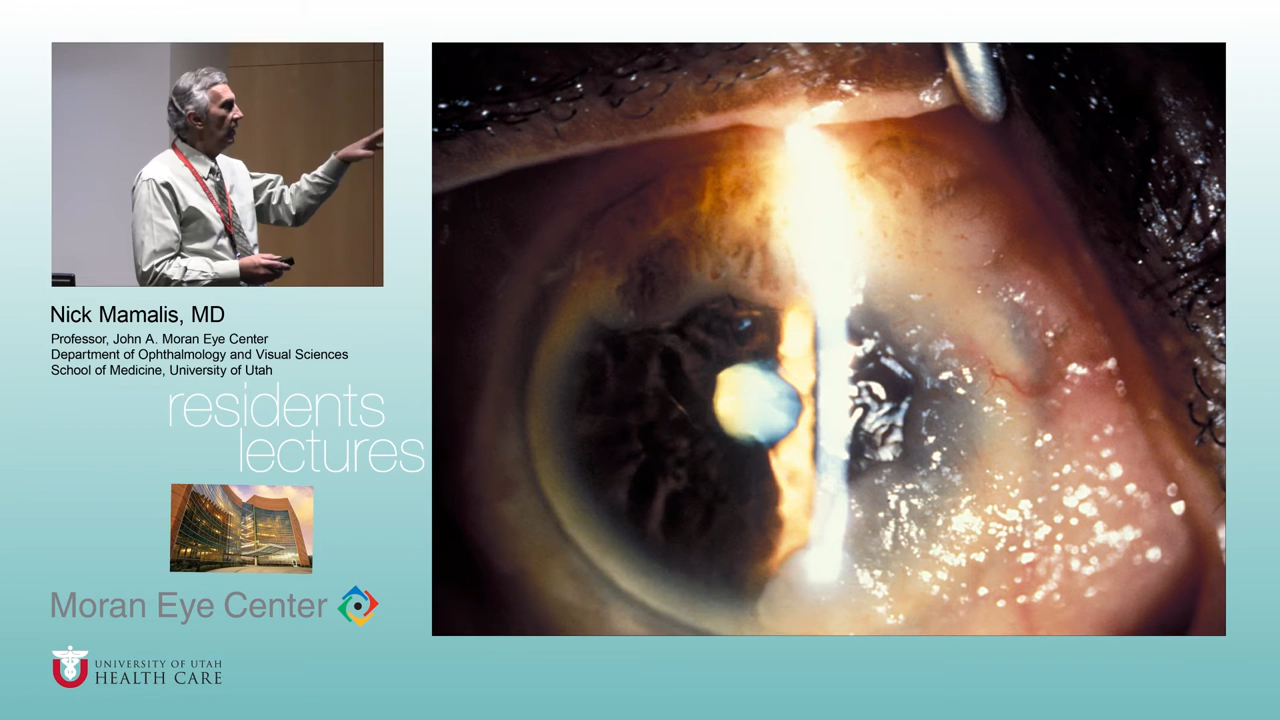 Nick Mamalis, MD
Professor, John A. Moran Eye Center
Department of Ophthalmology and Visual Sciences
School of Medicine, University of Utah
residents
lectures
Moran Eye Center
UNIVERSITY OF UTAH
HEALTH CARE